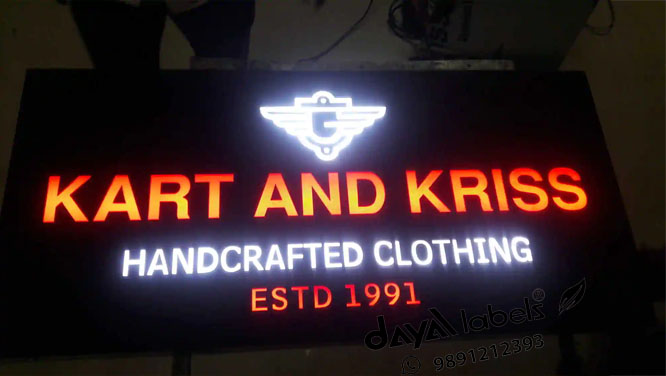 G
KART AND KRISS
HANDCRAFTED CLOTHING
ESTD 1991
daya labels®
9891212393